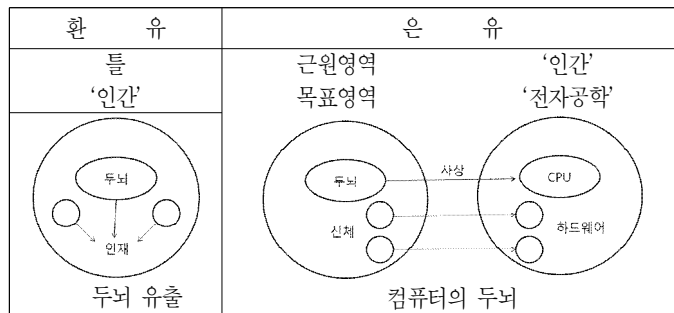 환 유
은 유
틀
‘인간’
근원영역 ‘인간’
목표영역 ‘전자공학’
두뇌
인재
두뇌 유출
두뇌
사상
CPU
신체
하드웨어
컴퓨터의 두뇌